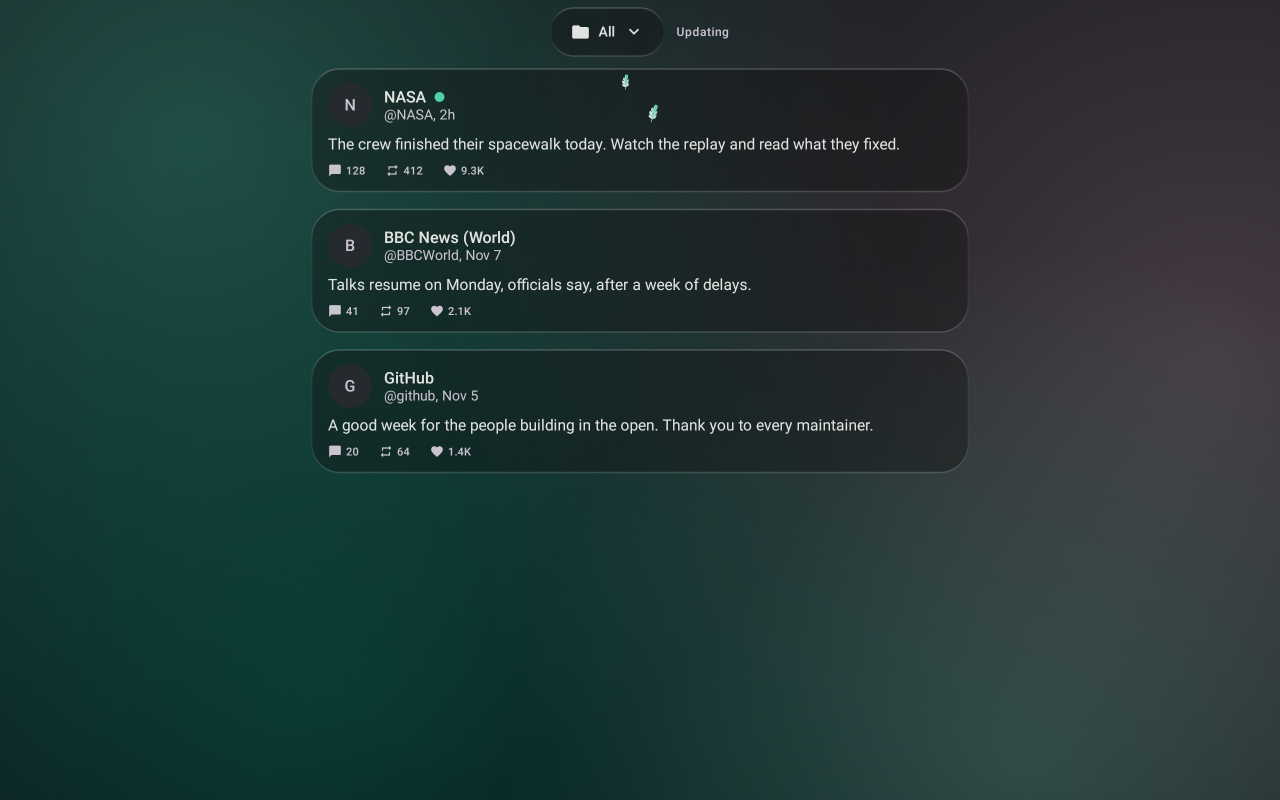 All
Updating
N
NASA
@NASA, 2h
The crew finished their spacewalk today. Watch the replay and read what they fixed.
128 412 9.3K
B
BBC News (World)
@BBCWorld, Nov 7
Talks resume on Monday, officials say, after a week of delays.
41 97 2.1K
G
GitHub
@github, Nov 5
A good week for the people building in the open. Thank you to every maintainer.
20 64 1.4K